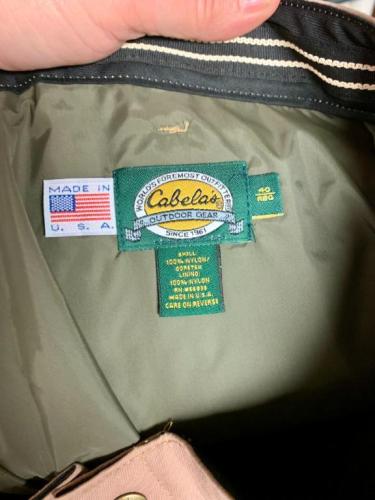 MADE IN
U. S. A.
WORLD'S FOREMOST OUTFITTER
Cabela's
OUTDOOR GEAR
SINCE 1961
40
REG
SHELL
100% NYLON/
GORETEX
LINING:
100% NYLON
MADE IN U.S.A.
CARE ON REVERSE